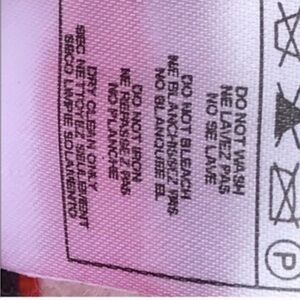 DO NOT WASH
NE LAVEZ PAS
NO SE LAVE
DO NOT BLEACH
NE BLANCHISSEZ PAS
NO BLANQUEE EL
DO NOT IRON
NE REPASSEZ PAS
NO PLANCHE
DRY CLEAN ONLY
SEC NETTOYEZ SEULEMENT
SECO LIMPIE SOLAMENTO
P